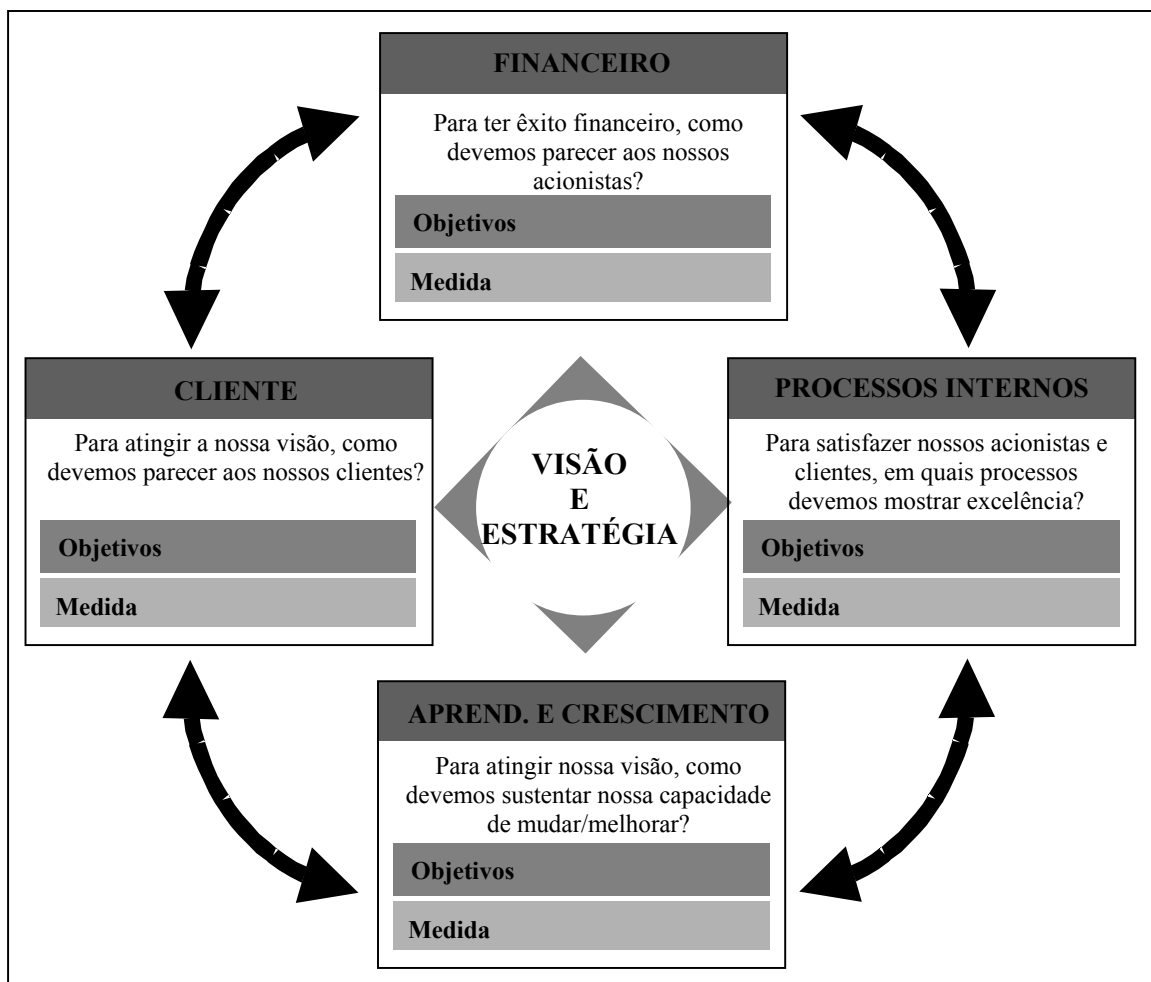 FINANCEIRO
Para ter êxito financeiro, como
devemos parecer aos nossos
acionistas?
Objetivos
Medida
CLIENTE
Para atingir a nossa visão, como
devemos parecer aos nossos clientes?
Objetivos
Medida
VISÃO
E
ESTRATÉGIA
PROCESSOS INTERNOS
Para satisfazer nossos acionistas e
clientes, em quais processos
devemos mostrar excelência?
Objetivos
Medida
APREND. E CRESCIMENTO
Para atingir nossa visão, como
devemos sustentar nossa capacidade
de mudar/melhorar?
Objetivos
Medida